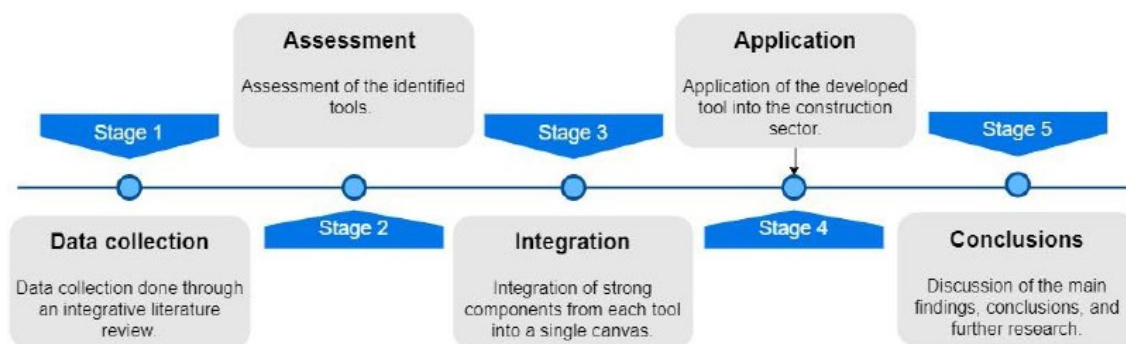 Assessment
Assessment of the identified
tools.
Application
Application of the developed
tool into the construction
sector.
Stage 1
Stage 3
Stage 5
Stage 2
Stage 4
Data collection
Data collection done through
an integrative literature
review.
Integration
Integration of strong
components from each tool
into a single canvas.
Conclusions
Discussion of the main
findings, conclusions, and
further research.